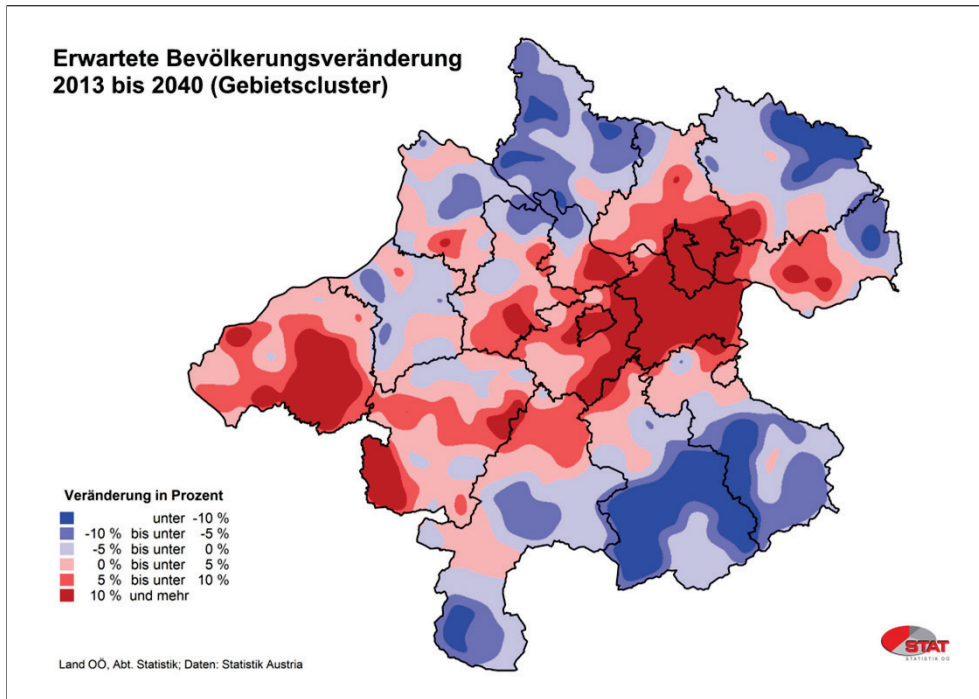 Erwartete Bevölkerungsveränderung
2013 bis 2040 (Gebietscluster)
Veränderung in Prozent
unter -10 %
-10 % bis unter -5 %
-5 % bis unter 0 %
0 % bis unter 5 %
5 % bis unter 10 %
10 % und mehr
Land OÖ, Abt. Statistik; Daten: Statistik Austria
STAT
STATISTIK OÖ